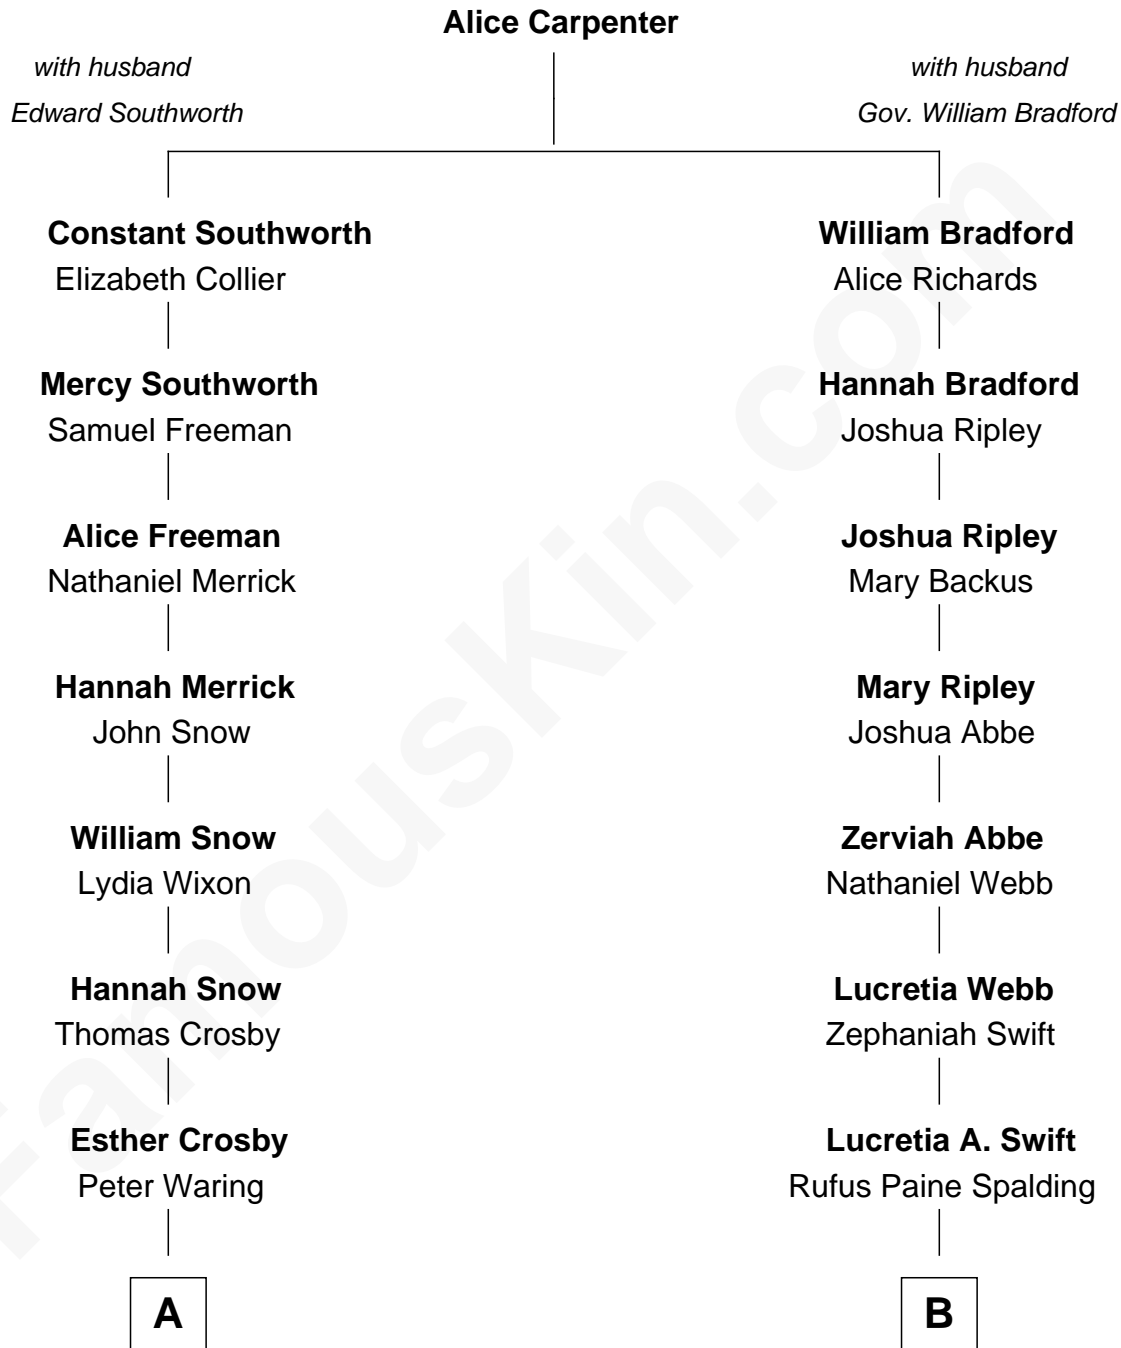 Alice Carpenter
with husband
Edward Southworth
with husband
Gov. William Bradford
Constant Southworth
Elizabeth Collier
William Bradford
Alice Richards
Mercy Southworth
Samuel Freeman
Hannah Bradford
Joshua Ripley
Alice Freeman
Nathaniel Merrick
Joshua Ripley
Mary Backus
Hannah Merrick
John Snow
Mary Ripley
Joshua Abbe
William Snow
Lydia Wixon
Zerviah Abbe
Nathaniel Webb
Hannah Snow
Thomas Crosby
Lucretia Webb
Zephaniah Swift
Esther Crosby
Peter Waring
Lucretia A. Swift
Rufus Paine Spalding
A
B
FamousKin.com